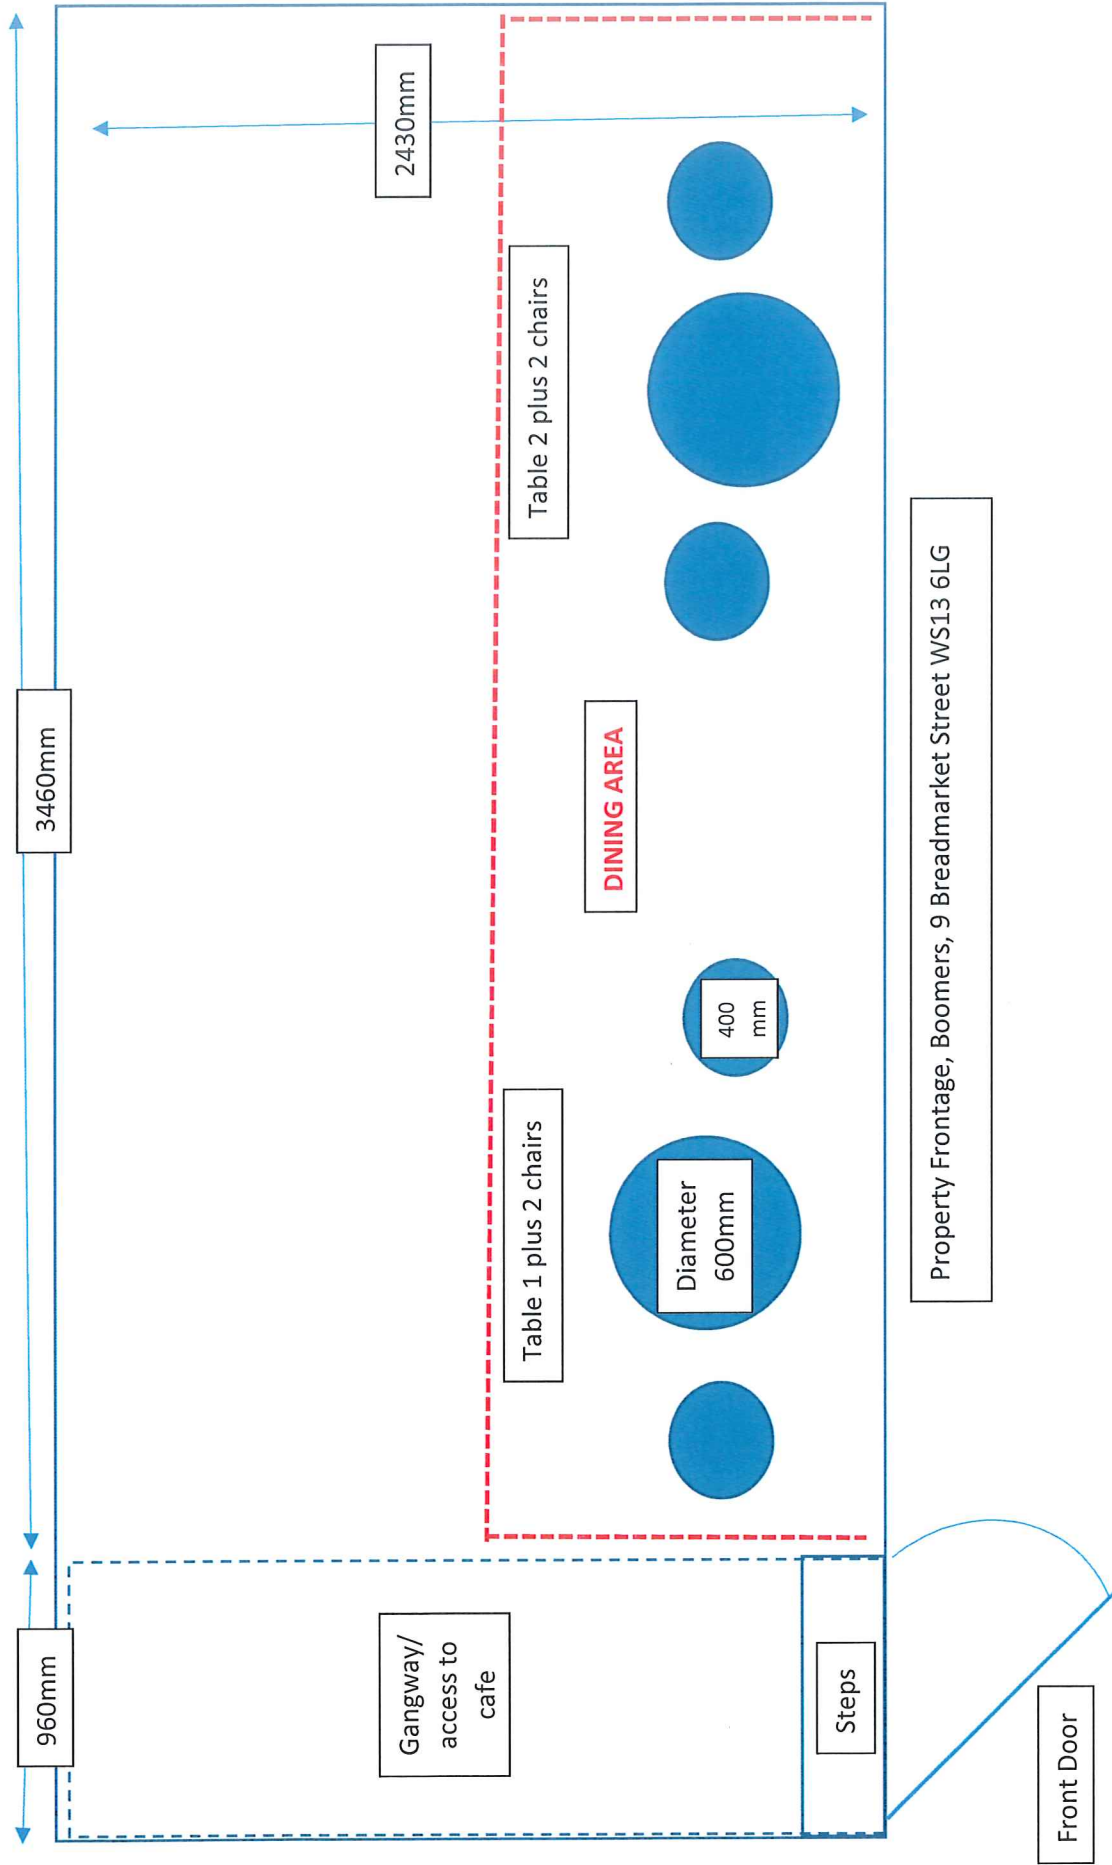 960mm
3460mm
2430mm
Gangway/
access to
cafe
Table 1 plus 2 chairs
Table 2 plus 2 chairs
DINING AREA
Diameter
600mm
400
mm
Steps
Property Frontage, Boomers, 9 Breadmarket Street WS13 6LG
Front Door